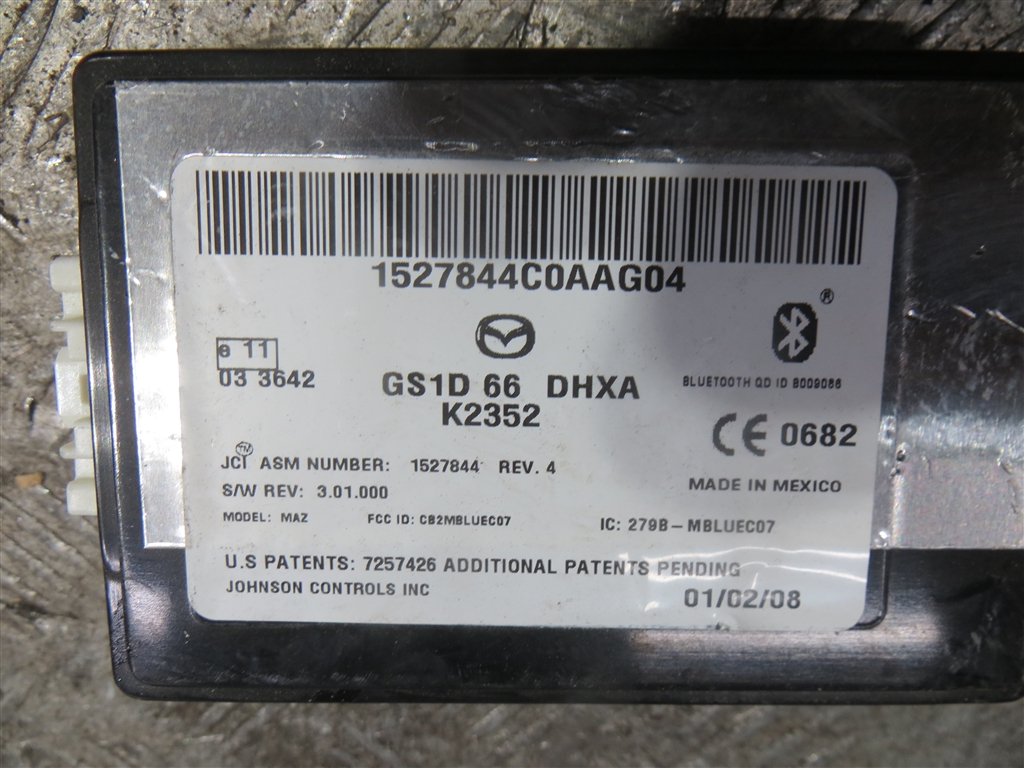 1527844C0AAG04
®
e 11
03 3642
GS1D 66 DHXA
K2352
BLUETOOTH QD ID B009086
CE 0682
JCI TM ASM NUMBER: 1527844 REV. 4
MADE IN MEXICO
S/W REV: 3.01.000
MODEL: MAZ FCC ID: CB2MBLUEC07 IC: 279B-MBLUEC07
U.S PATENTS: 7257426 ADDITIONAL PATENTS PENDING
JOHNSON CONTROLS INC
01/02/08